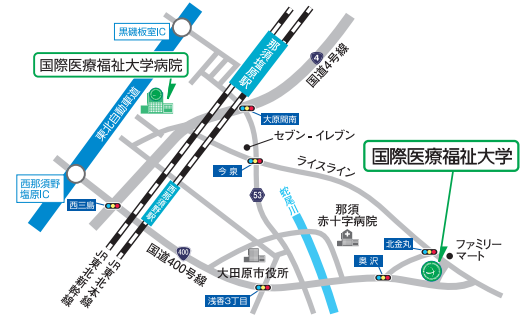 黒磯板室IC
国際医療福祉大学病院
東北自動車道
那須塩原駅
4
国道4号線
大原間南
セブン-イレブン
今泉
ライスライン
国際医療福祉大学
西那須野
塩原IC
西三島
西那須野駅
53
蛇尾川
那須
赤十字病院
北金丸
ファミリー
マート
400
国道400号線
大田原市役所
奥沢
浅香3丁目
JR東北本線
JR東北新幹線